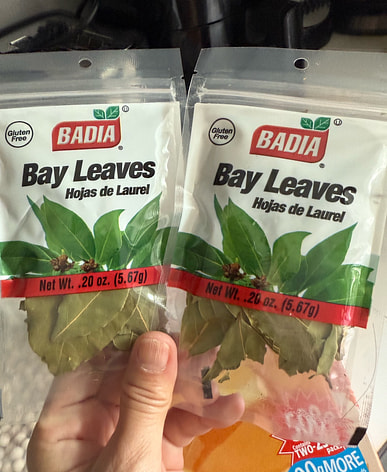 Gluten
Free
BADIA
®
Bay Leaves
Hojas de Laurel
Net Wt. .20 oz. (5.67g)
Gluten
Free
BADIA
®
Bay Leaves
Hojas de Laurel
Net Wt. .20 oz. (5.67g)
MORE